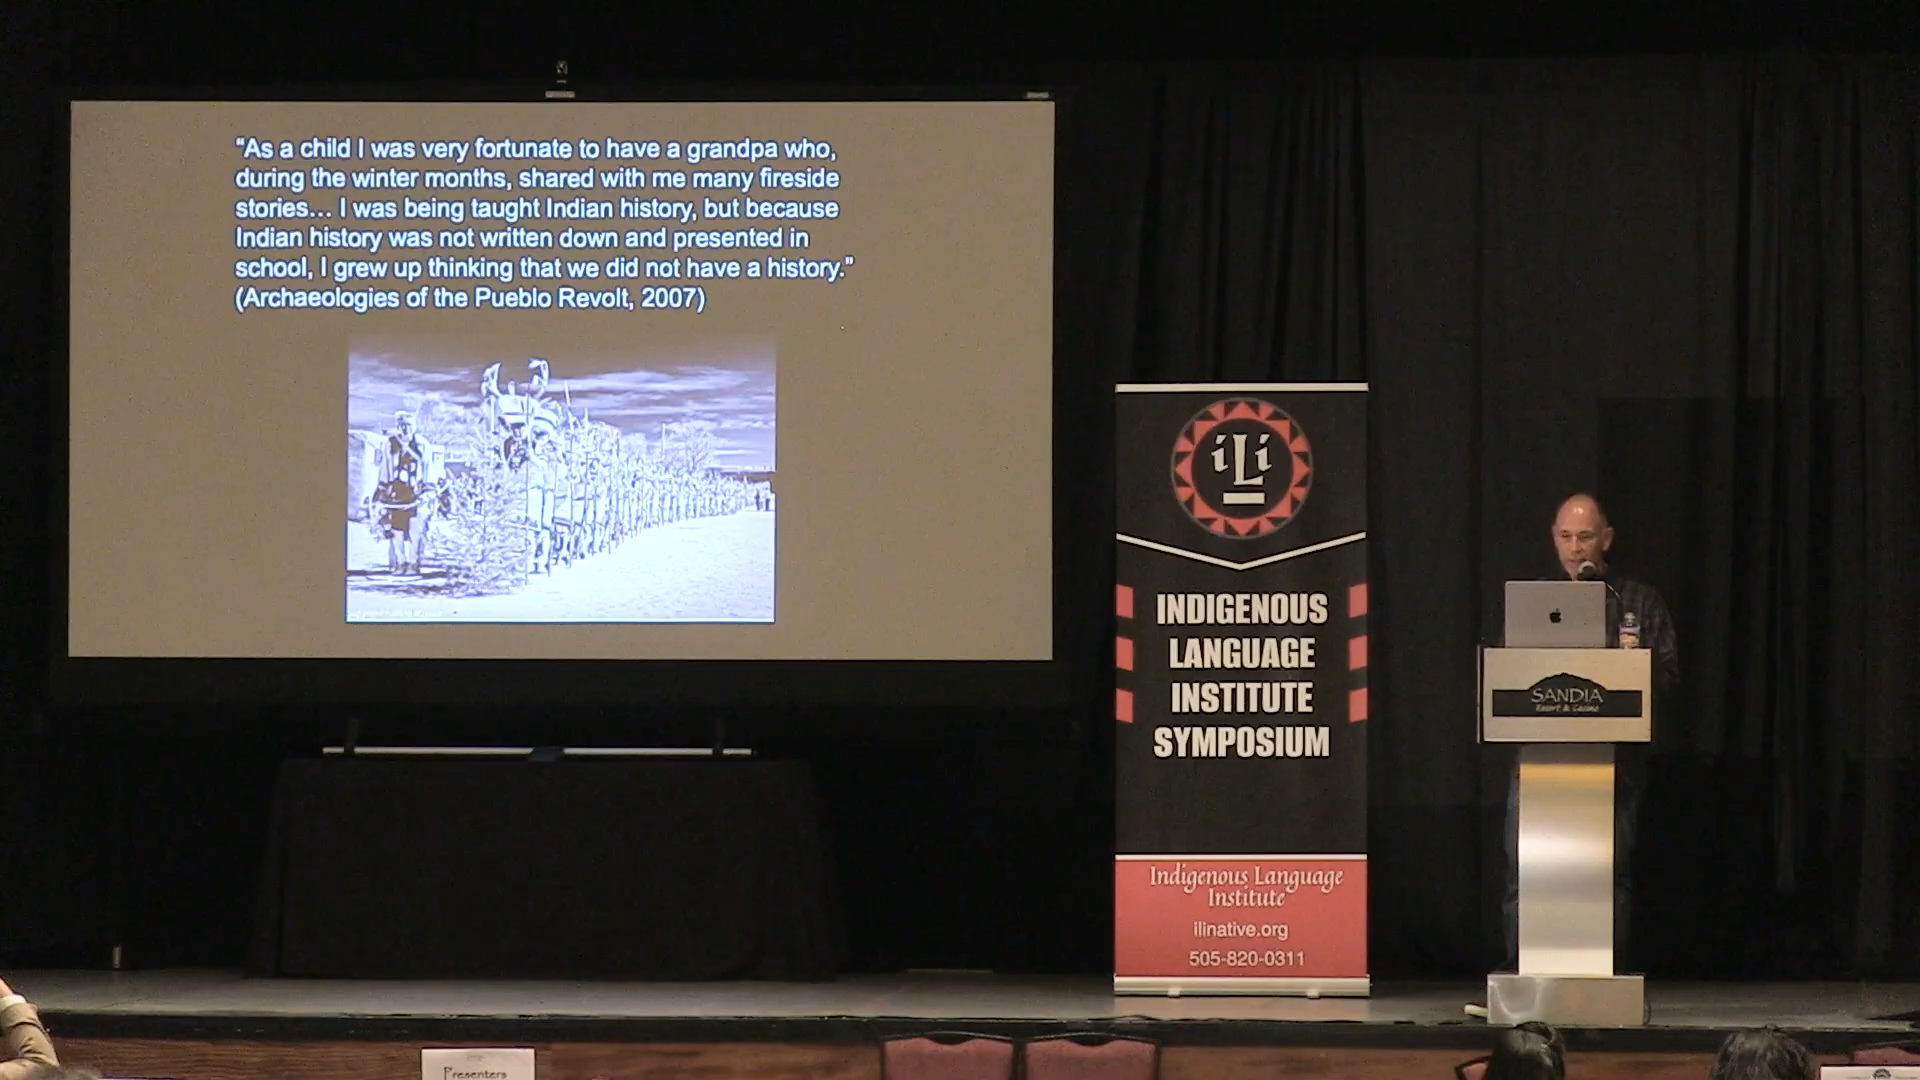 “As a child I was very fortunate to have a grandpa who,
during the winter months, shared with me many fireside
stories… I was being taught Indian history, but because
Indian history was not written down and presented in
school, I grew up thinking that we did not have a history.”
(Archaeologies of the Pueblo Revolt, 2007)
iLi
INDIGENOUS
LANGUAGE
INSTITUTE
SYMPOSIUM
Indigenous Language
Institute
ilinative.org
505-820-0311
SANDIA
Resort & Casino
Presenters